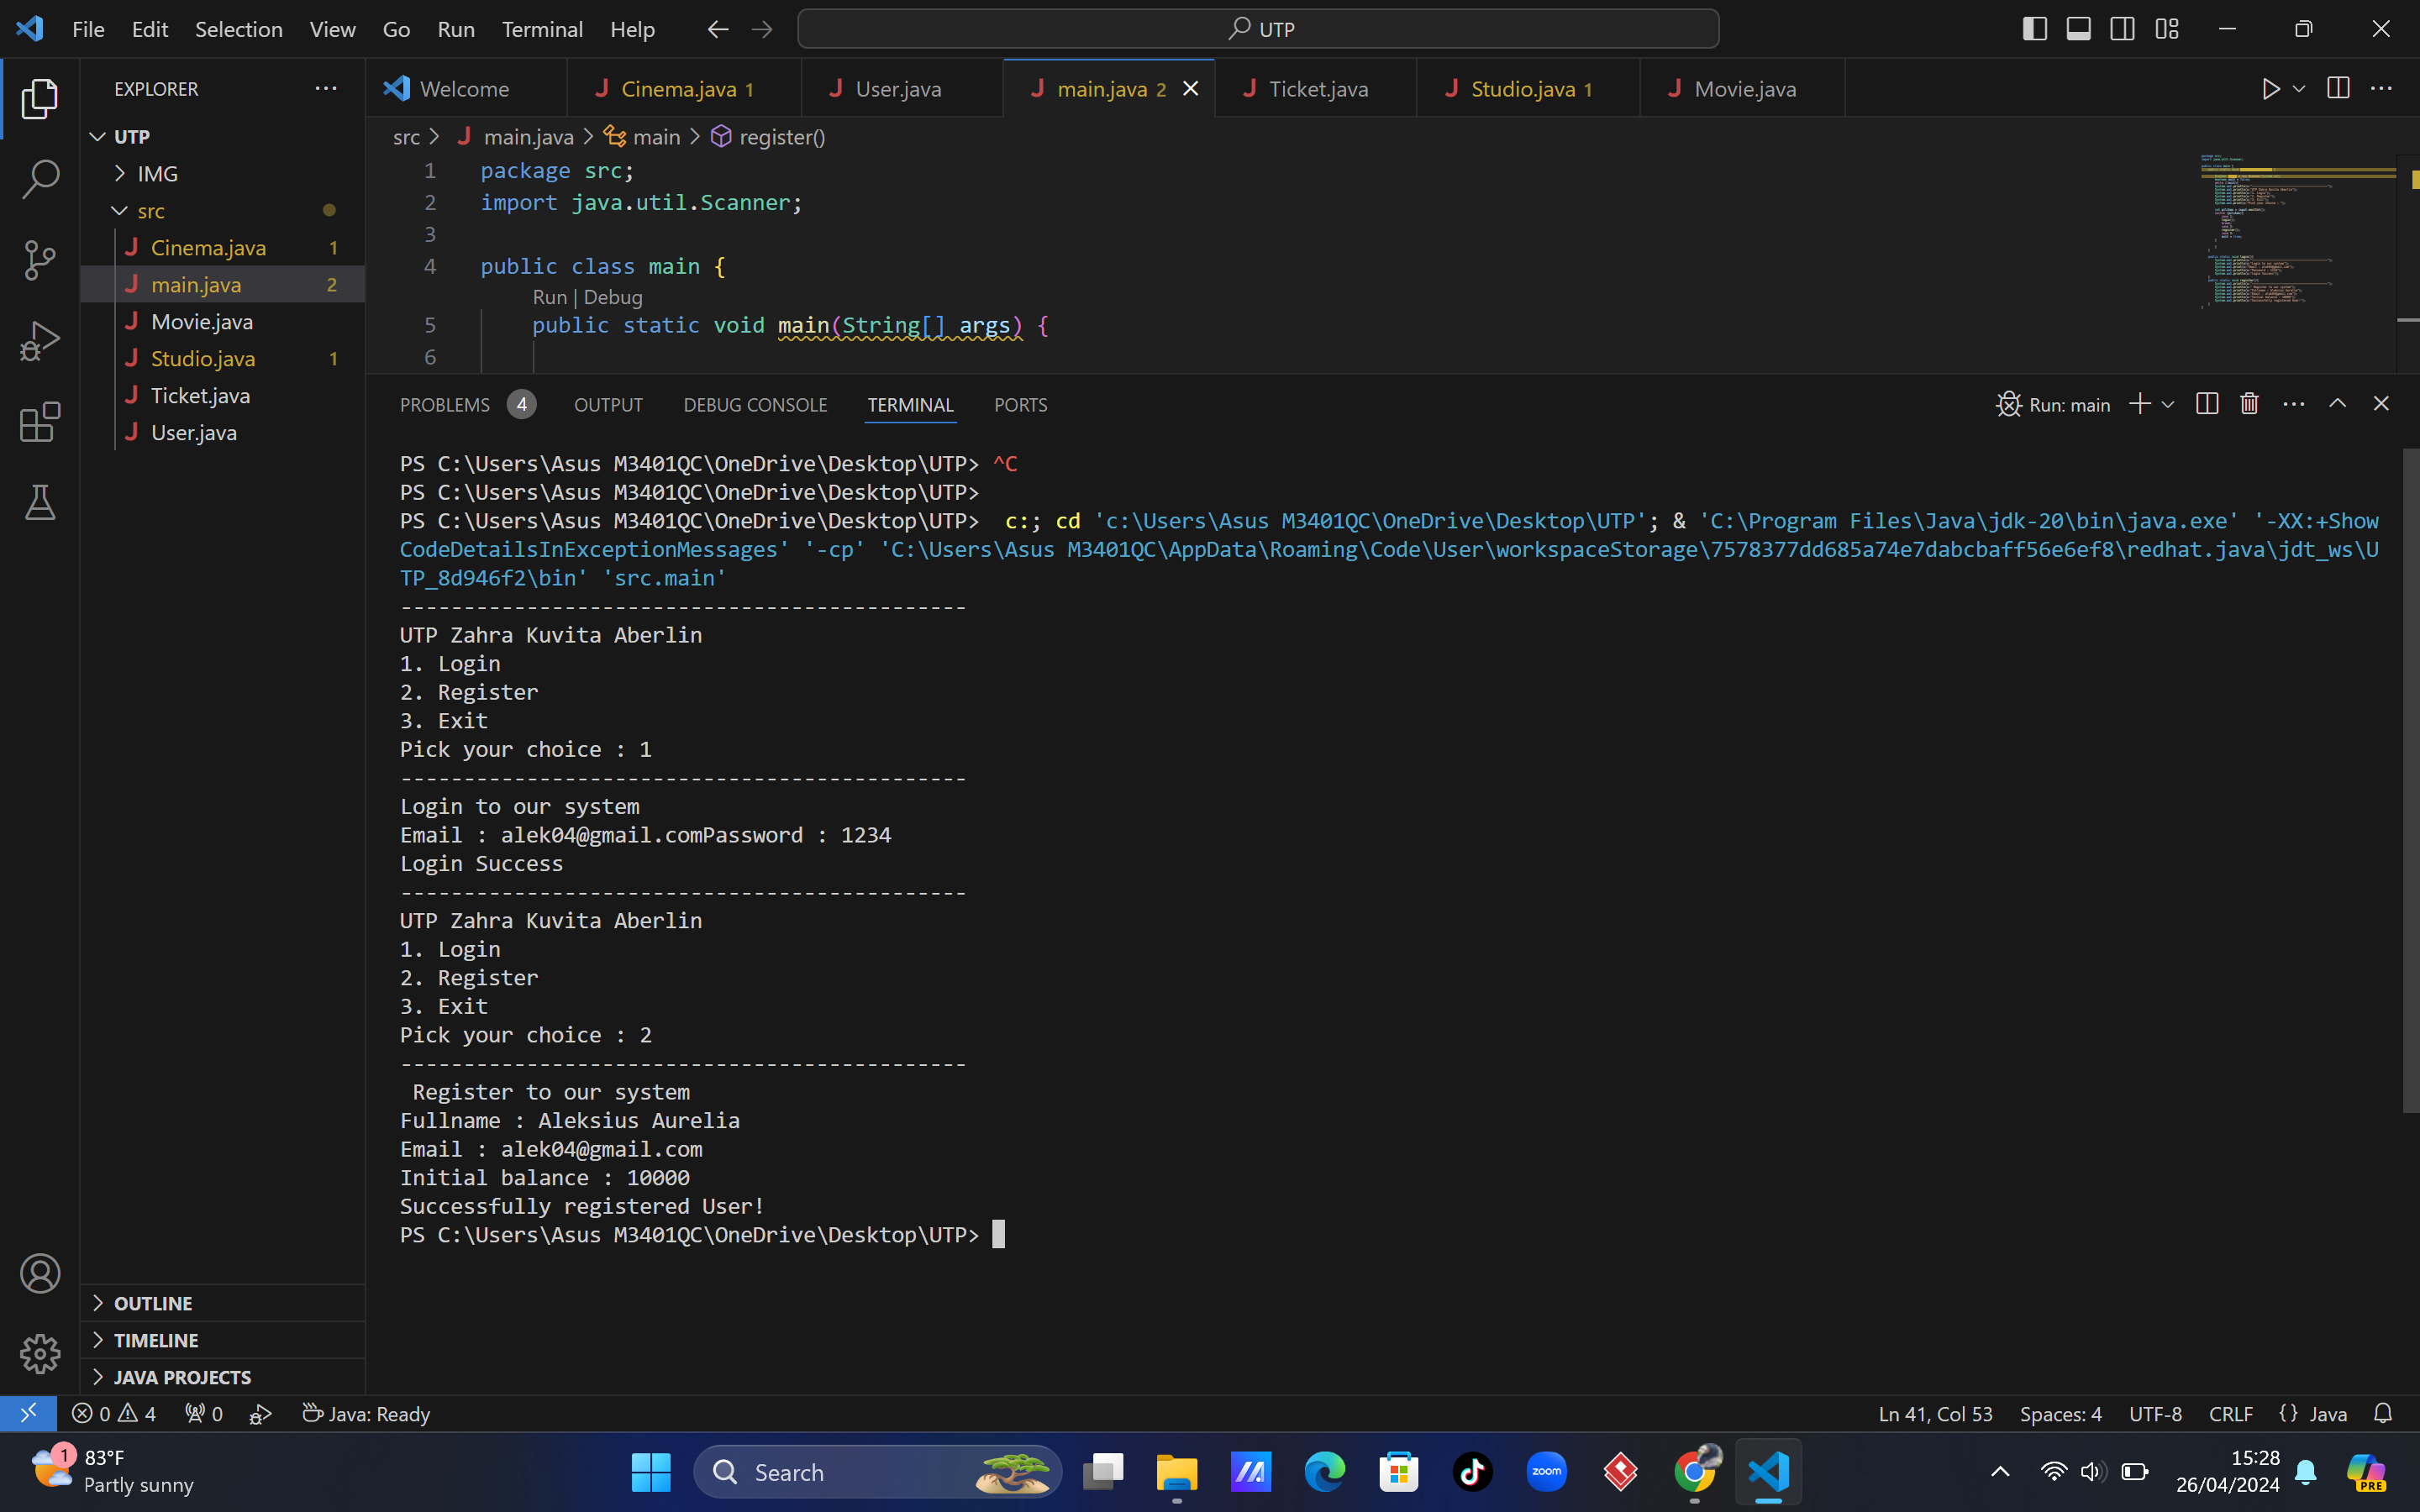 File Edit Selection View Go Run Terminal Help UTP
EXPLORER
UTP
IMG
src
Cinema.java 1
main.java 2
Movie.java
Studio.java 1
Ticket.java
User.java
OUTLINE
TIMELINE
JAVA PROJECTS
Welcome Cinema.java 1 User.java main.java 2 Ticket.java Studio.java 1 Movie.java
src > main.java > main > register()
1 package src;
2 import java.util.Scanner;
3
4 public class main {
Run | Debug
5 public static void main(String[] args) {
6
PROBLEMS 4 OUTPUT DEBUG CONSOLE TERMINAL PORTS Run: main
PS C:\Users\Asus M3401QC\OneDrive\Desktop\UTP> ^C
PS C:\Users\Asus M3401QC\OneDrive\Desktop\UTP>
PS C:\Users\Asus M3401QC\OneDrive\Desktop\UTP>  c:; cd 'c:\Users\Asus M3401QC\OneDrive\Desktop\UTP'; & 'C:\Program Files\Java\jdk-20\bin\java.exe' '-XX:+Show
CodeDetailsInExceptionMessages' '-cp' 'C:\Users\Asus M3401QC\AppData\Roaming\Code\User\workspaceStorage\7578377dd685a74e7dabcbaff56e6ef8\redhat.java\jdt_ws\U
TP_8d946f2\bin' 'src.main'
---------------------------------------------
UTP Zahra Kuvita Aberlin
1. Login
2. Register
3. Exit
Pick your choice : 1
---------------------------------------------
Login to our system
Email : alek04@gmail.comPassword : 1234
Login Success
---------------------------------------------
UTP Zahra Kuvita Aberlin
1. Login
2. Register
3. Exit
Pick your choice : 2
---------------------------------------------
Register to our system
Fullname : Aleksius Aurelia
Email : alek04@gmail.com
Initial balance : 10000
Successfully registered User!
PS C:\Users\Asus M3401QC\OneDrive\Desktop\UTP>
0 4 0 Java: Ready Ln 41, Col 53 Spaces: 4 UTF-8 CRLF {} Java
1 83°F
Partly sunny
Search
zoom
15:28
26/04/2024
PRE